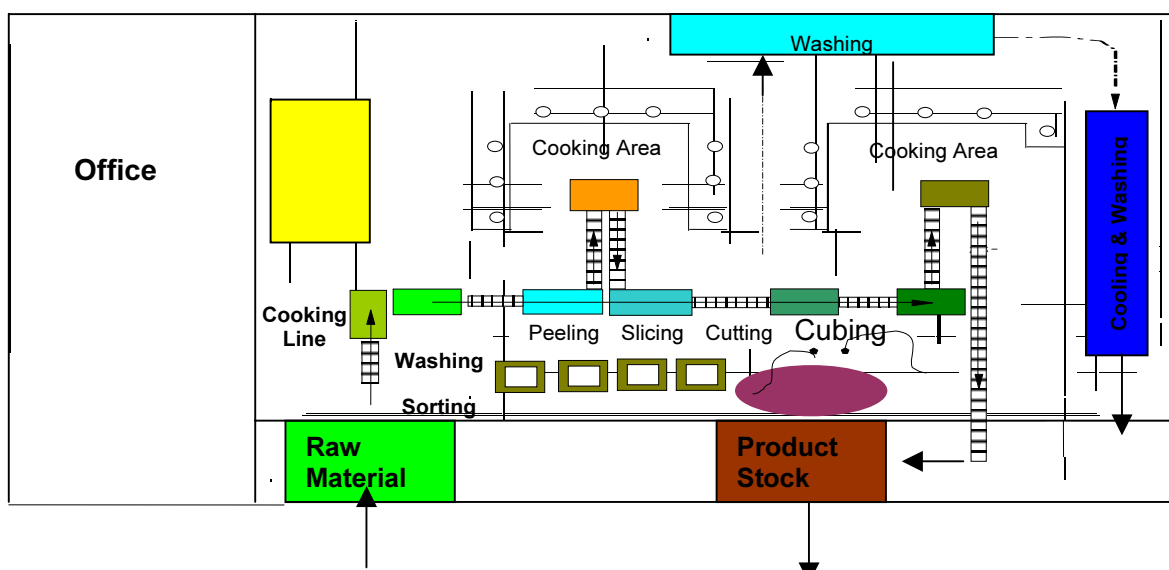 Washing
Office
Cooking Area
Cooking Area
Cooling & Washing
Cooking
Line
Peeling
Slicing
Cutting
Cubing
Washing
Sorting
Raw
Material
Product
Stock